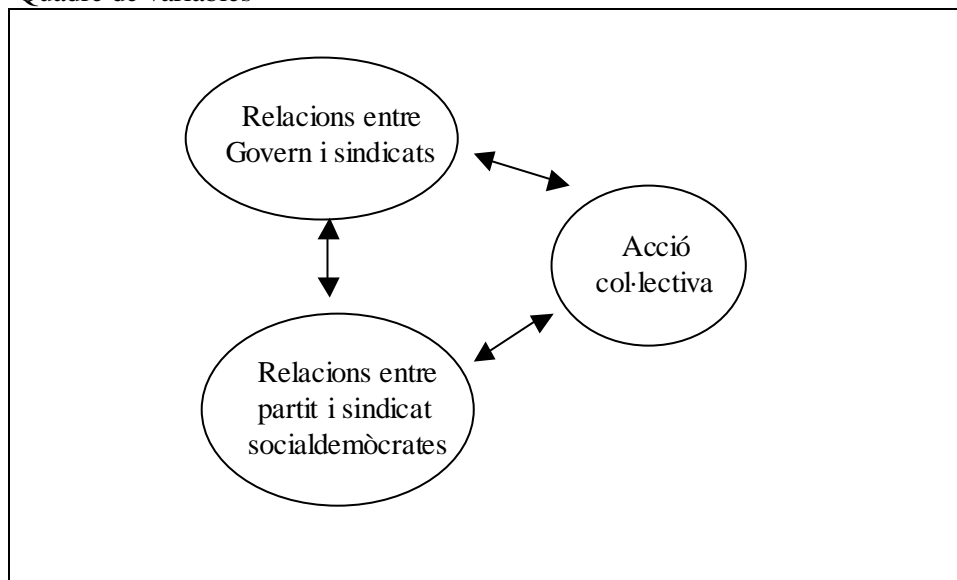 Quadre de variables
Relacions entre
Govern i sindicats
Acció
col·lectiva
Relacions entre
partit i sindicat
socialdemòcrates